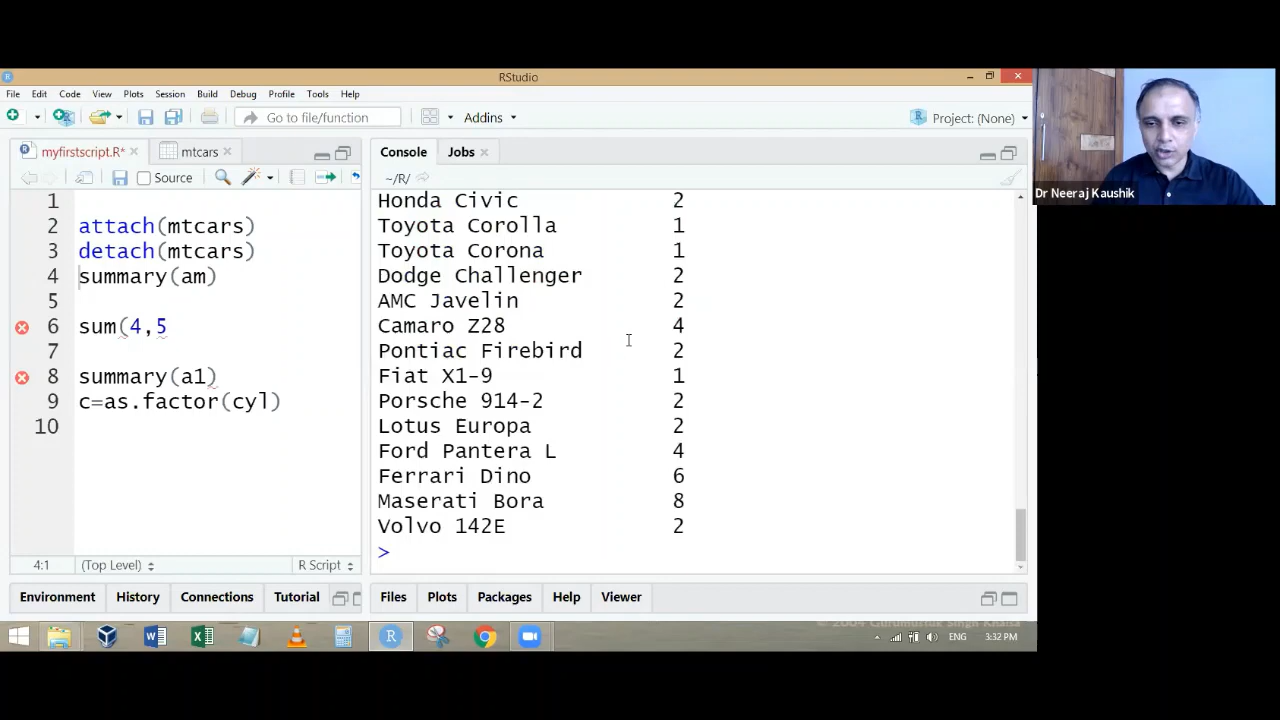 RStudio
File Edit Code View Plots Session Build Debug Profile Tools Help
Go to file/function Addins Project: (None)
myfirstscript.R* mtcars
Source
1
2 attach(mtcars)
3 detach(mtcars)
4 summary(am)
5
6 sum(4,5
7
8 summary(a1)
9 c=as.factor(cyl)
10
4:1 (Top Level) R Script
Environment History Connections Tutorial
Console Jobs
~/R/
Honda Civic 2
Toyota Corolla 1
Toyota Corona 1
Dodge Challenger 2
AMC Javelin 2
Camaro Z28 4
Pontiac Firebird 2
Fiat X1-9 1
Porsche 914-2 2
Lotus Europa 2
Ford Pantera L 4
Ferrari Dino 6
Maserati Bora 8
Volvo 142E 2
>
Files Plots Packages Help Viewer
Dr Neeraj Kaushik
ENG 3:32 PM